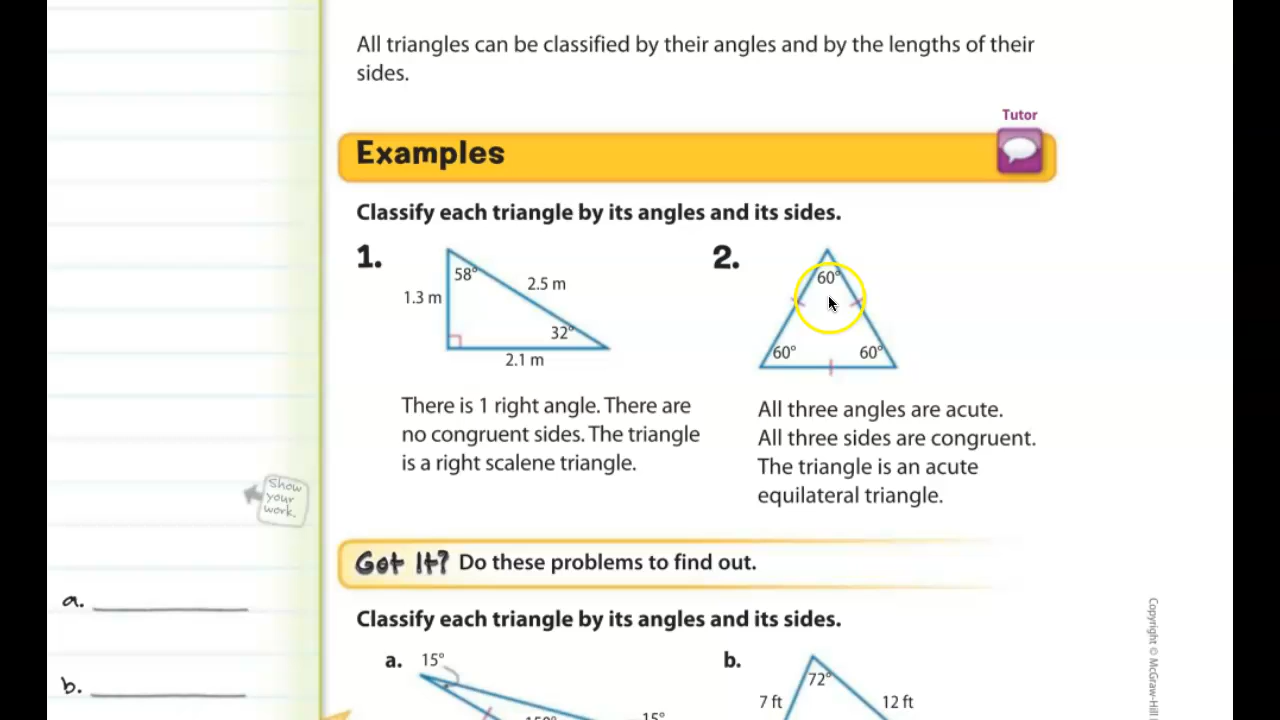 All triangles can be classified by their angles and by the lengths of their
sides.
Tutor
Examples
Classify each triangle by its angles and its sides.
1.
58°
2.5 m
1.3 m
32°
2.1 m
There is 1 right angle. There are
no congruent sides. The triangle
is a right scalene triangle.
2.
60°
60°
60°
All three angles are acute.
All three sides are congruent.
The triangle is an acute
equilateral triangle.
Show
your
work.
Got It? Do these problems to find out.
a.
b.
Classify each triangle by its angles and its sides.
a.
15°
150°
15°
b.
72°
7 ft
12 ft
Copyright © McGraw-Hill